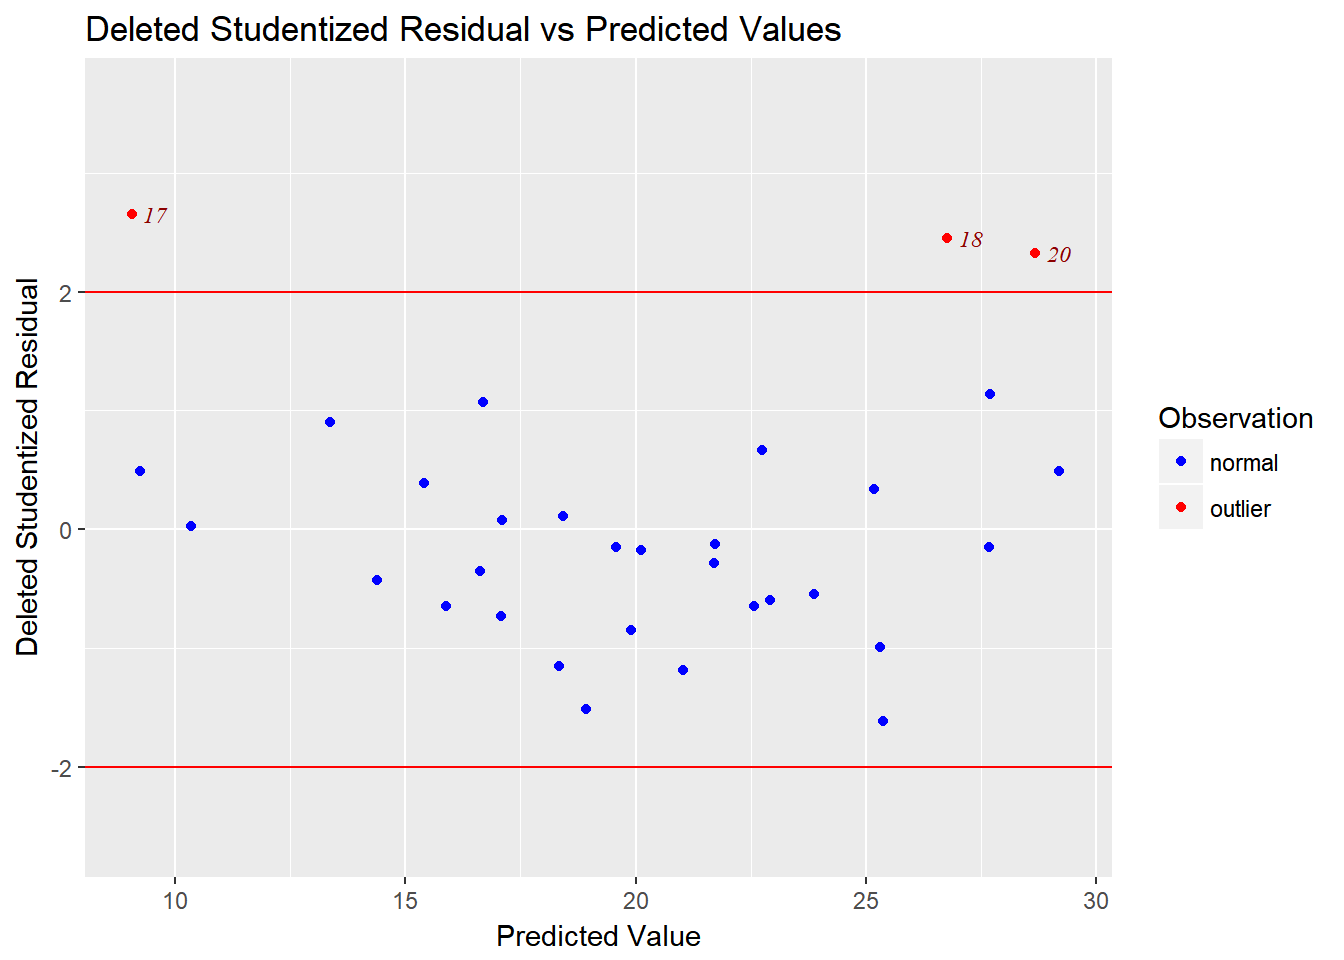 Deleted Studentized Residual vs Predicted Values
Deleted Studentized Residual
2
0
-2
17
18
20
10 15 20 25 30
Predicted Value
Observation
normal
outlier